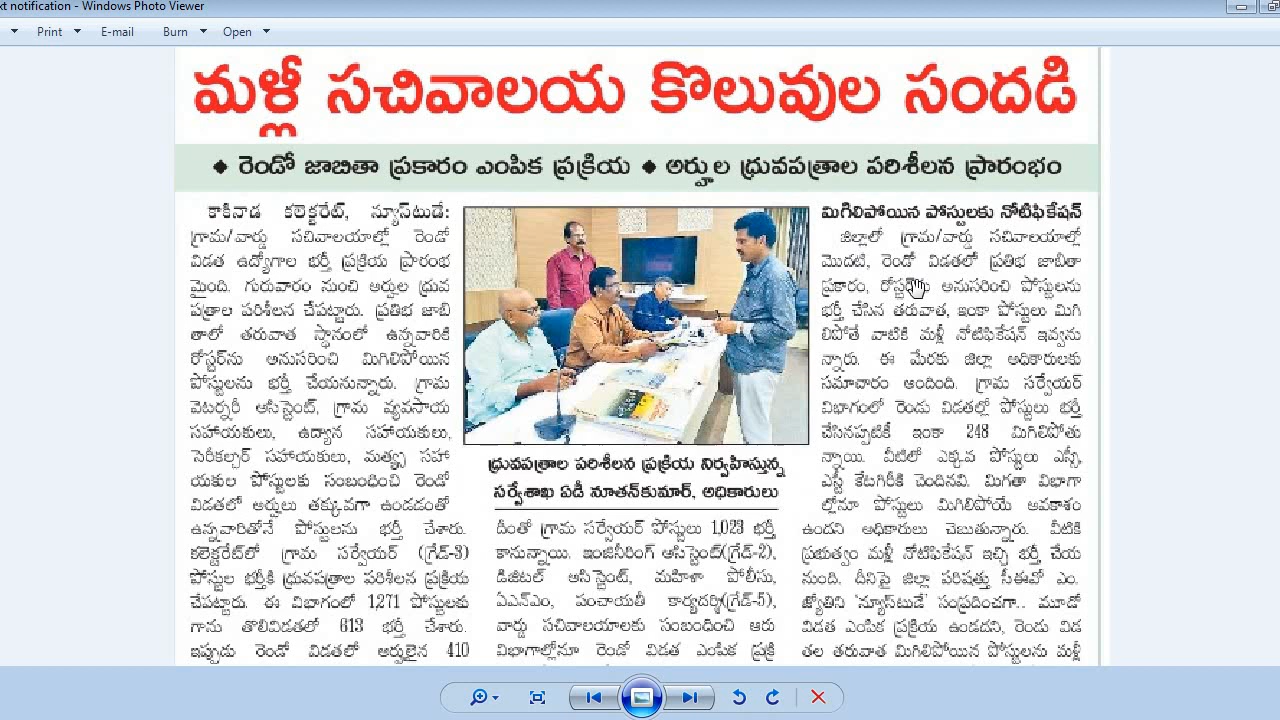 xt notification - Windows Photo Viewer
Print E-mail Burn Open
మళ్లీ సచివాలయ కొలువుల సందడి
◆ రెండో జాబితా ప్రకారం ఎంపిక ప్రక్రియ ◆ అర్హుల ధ్రువపత్రాల పరిశీలన ప్రారంభం
కాకినాడ కలెక్టరేట్, న్యూస్‌టుడే:
గ్రామ/వార్డు సచివాలయాల్లో రెండో
విడత ఉద్యోగాల భర్తీ ప్రక్రియ ప్రారంభ
మైంది. గురువారం నుంచి అర్హుల ధ్రువ
పత్రాల పరిశీలన చేపట్టారు. ప్రతిభ జాబి
తాలో తరువాత స్థానంలో ఉన్నవారికి
రోస్టర్‌ను అనుసరించి మిగిలిపోయిన
పోస్టులను భర్తీ చేయనున్నారు. గ్రామ
వెటర్నరీ అసిస్టెంట్, గ్రామ వ్యవసాయ
సహాయకులు, ఉద్యాన సహాయకులు,
సెరీకల్చర్ సహాయకులు, మత్స్య సహా
యకుల పోస్టులకు సంబంధించి రెండో
విడతలో అర్హులు తక్కువగా ఉండడంతో
ఉన్నవారితోనే పోస్టులను భర్తీ చేశారు.
కలెక్టరేట్‌లో గ్రామ సర్వేయర్ (గ్రేడ్-3)
పోస్టుల భర్తీకి ధ్రువపత్రాల పరిశీలన ప్రక్రియ
చేపట్టారు. ఈ విభాగంలో 1,271 పోస్టులకు
గాను తొలివిడతలో 613 భర్తీ చేశారు.
ఇప్పుడు రెండో విడతలో అర్హులైన 410
ధ్రువపత్రాల పరిశీలన ప్రక్రియ నిర్వహిస్తున్న
సర్వేశాఖ ఏడీ నూతన్‌కుమార్, అధికారులు
దీంతో గ్రామ సర్వేయర్ పోస్టులు 1,023 భర్తీ
కానున్నాయి. ఇంజినీరింగ్ అసిస్టెంట్(గ్రేడ్-2),
డిజిటల్ అసిస్టెంట్, మహిళా పోలీసు,
ఏఎన్ఎం, పంచాయతీ కార్యదర్శి(గ్రేడ్-5),
వార్డు సచివాలయాలకు సంబంధించి ఆరు
విభాగాల్లోనూ రెండో విడత ఎంపిక ప్రక్రి
మిగిలిపోయిన పోస్టులకు నోటిఫికేషన్
జిల్లాలో గ్రామ/వార్డు సచివాలయాల్లో
మొదటి, రెండో విడతలో ప్రతిభ జాబితా
ప్రకారం, అనుసరించి పోస్టులను
భర్తీ చేసిన తరువాత, ఇంకా పోస్టులు మిగి
లిపోతే వాటికి మళ్లీ నోటిఫికేషన్ ఇవ్వను
న్నారు. ఈ మేరకు జిల్లా అధికారులకు
సమాచారం అందింది. గ్రామ సర్వేయర్
విభాగంలో రెండు విడతల్లో పోస్టులు భర్తీ
చేసినప్పటికీ ఇంకా 248 మిగిలిపోతు
న్నాయి. వీటిలో ఎక్కువ పోస్టులు ఎస్సీ,
ఎస్టీ కేటగిరీకి చెందినవి. మిగతా విభాగా
ల్లోనూ పోస్టులు మిగిలిపోయే అవకాశం
ఉందని అధికారులు చెబుతున్నారు. వీటికి
ప్రభుత్వం మళ్లీ నోటిఫికేషన్ ఇచ్చి భర్తీ చేయ
నుంది. దీనిపై జిల్లా పరిషత్తు సీఈవో ఎం.
జ్యోతిని 'న్యూస్‌టుడే' సంప్రదించగా.. మూడో
విడత ఎంపిక ప్రక్రియ ఉండదని, రెండు విడ
తల తరువాత మిగిలిపోయిన పోస్టులను మళ్లీ